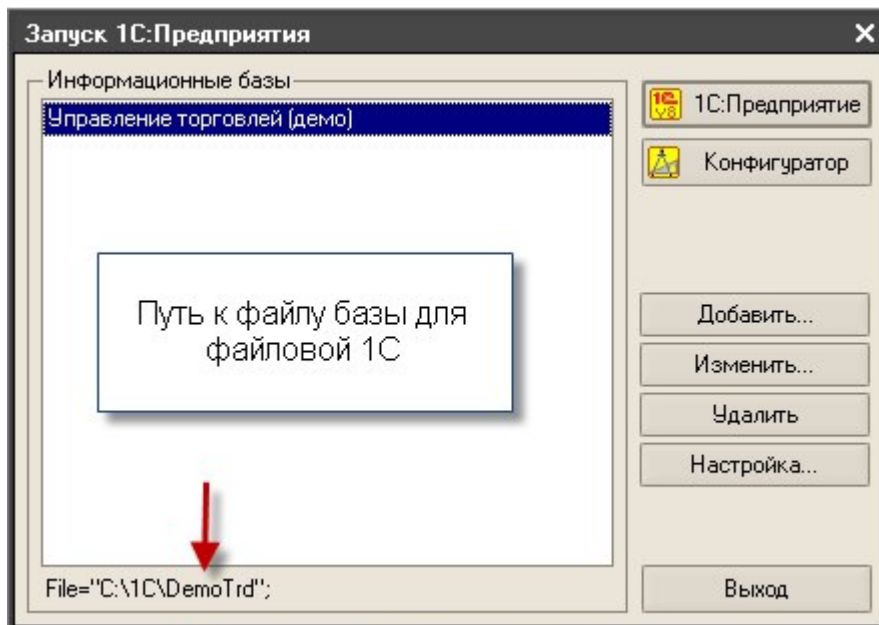 Запуск 1С:Предприятия
Информационные базы
Управление торговлей (демо)
Путь к файлу базы для
файловой 1С
File="C:\1C\DemoTrd";
1С:Предприятие
Конфигуратор
Добавить...
Изменить...
Удалить
Настройка...
Выход